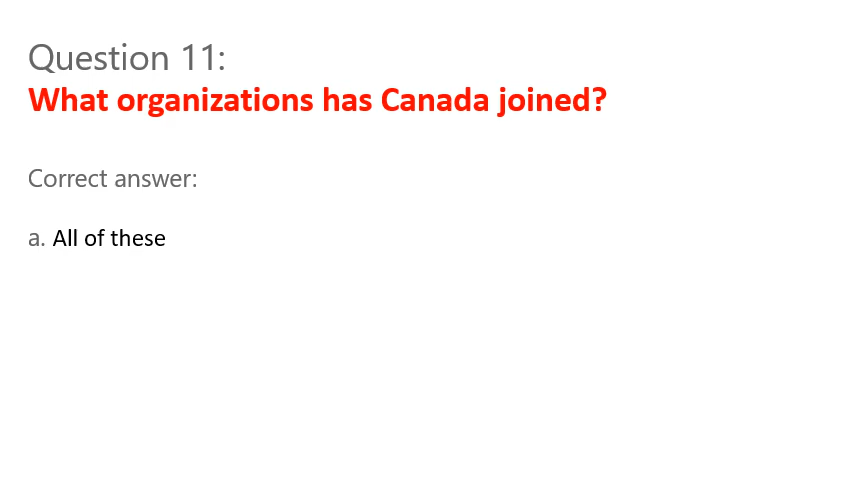 Question 11:
What organizations has Canada joined?
Correct answer:
a. All of these